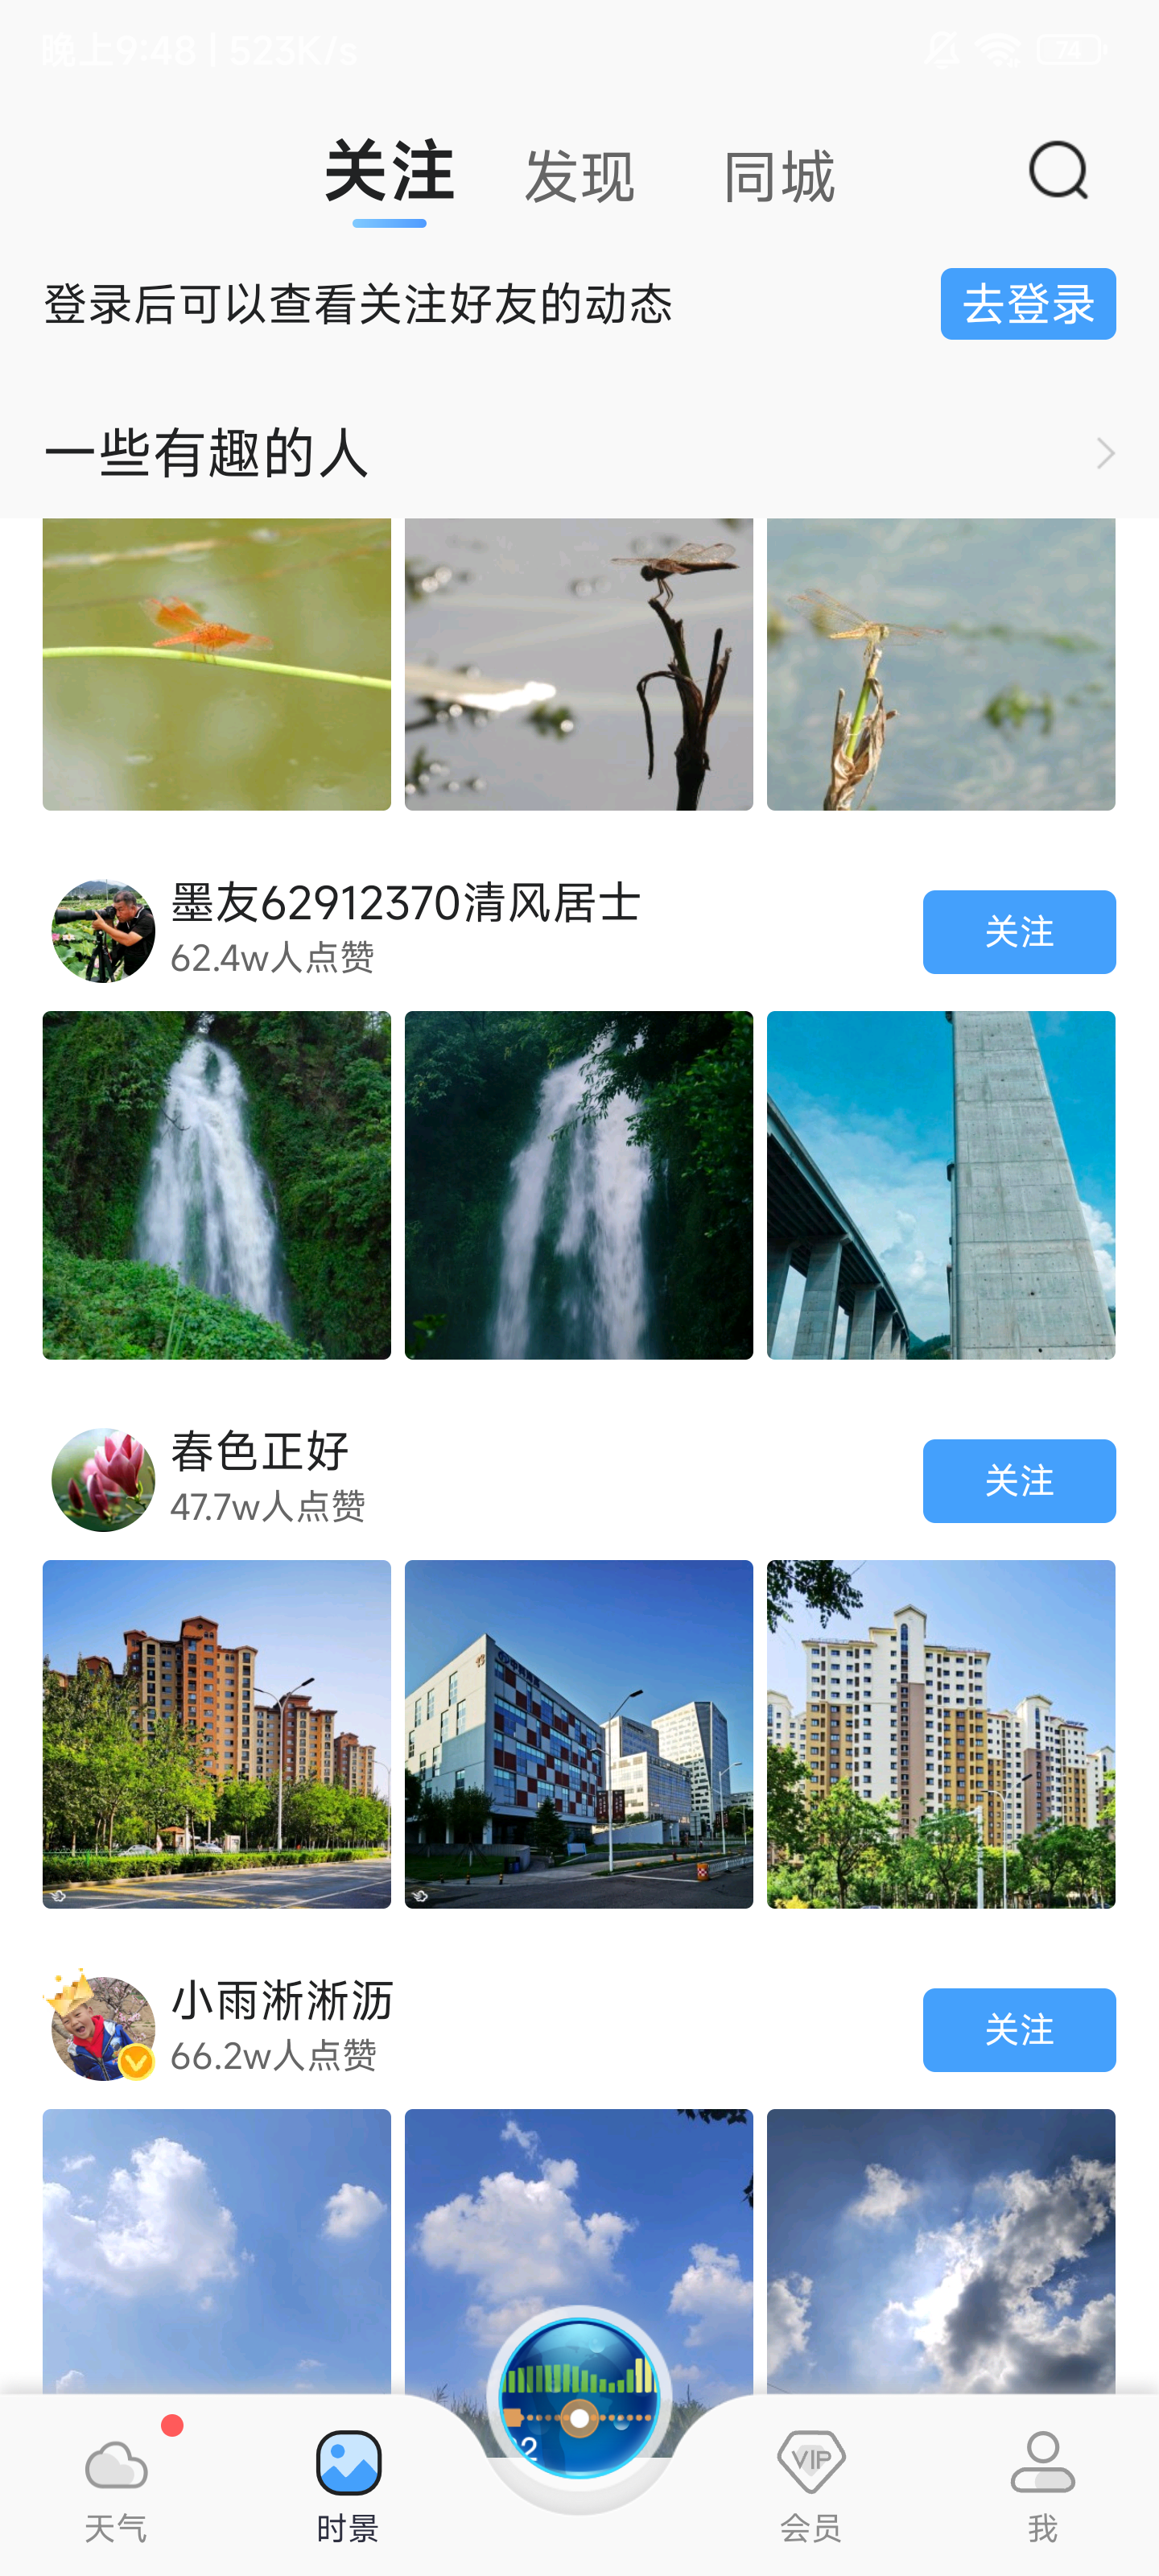 晚上9:48 | 523K/s
74
关注 发现 同城
登录后可以查看关注好友的动态 去登录
一些有趣的人
墨友62912370清风居士
62.4w人点赞
关注
春色正好
47.7w人点赞
关注
小雨淅淅沥
66.2w人点赞
关注
天气 时景 VIP 会员 我